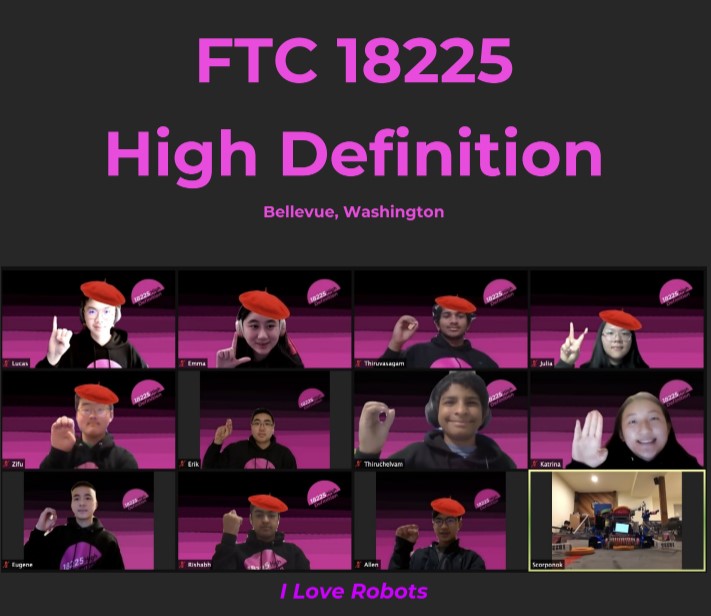 FTC 18225
High Definition
Bellevue, Washington
Lucas
Emma
Thiruvasagam
Julia
Zifu
Erik
Thiruchelvam
Katrina
Eugene
Rishabh
Allen
Scorponok
I Love Robots